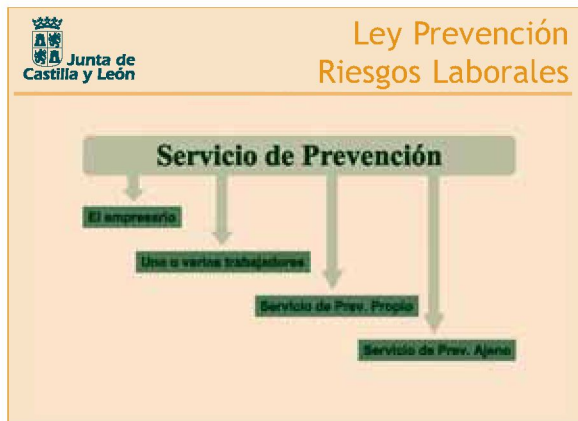 Junta de
Castilla y León
Ley Prevención
Riesgos Laborales
Servicio de Prevención
El empresario
Uno o varios trabajadores
Servicio de Prev. Propio
Servicio de Prev. Ajeno